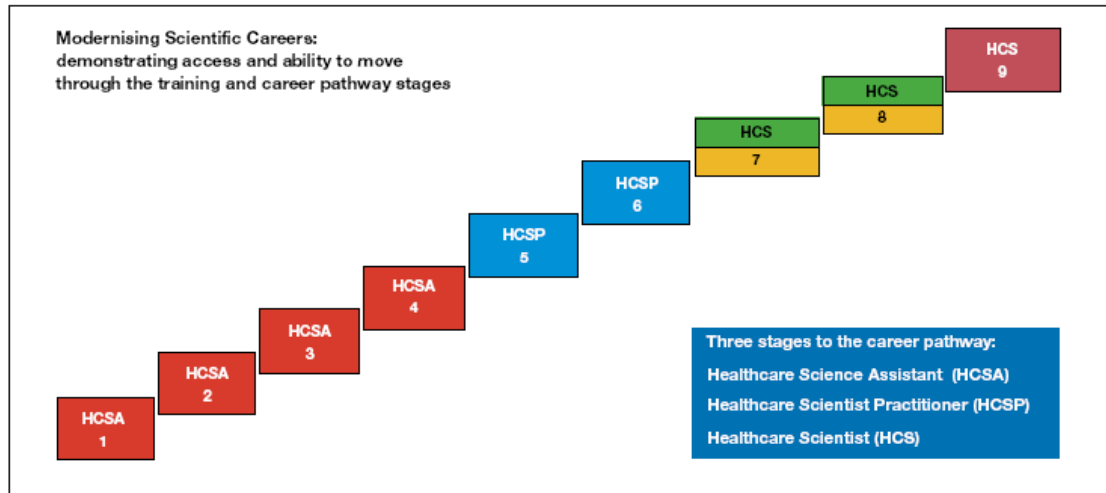 Modernising Scientific Careers:
demonstrating access and ability to move
through the training and career pathway stages
HCS
9
HCS
8
HCS
7
HCSP
6
HCSP
5
HCSA
4
HCSA
3
HCSA
2
HCSA
1
Three stages to the career pathway:
Healthcare Science Assistant (HCSA)
Healthcare Scientist Practitioner (HCSP)
Healthcare Scientist (HCS)